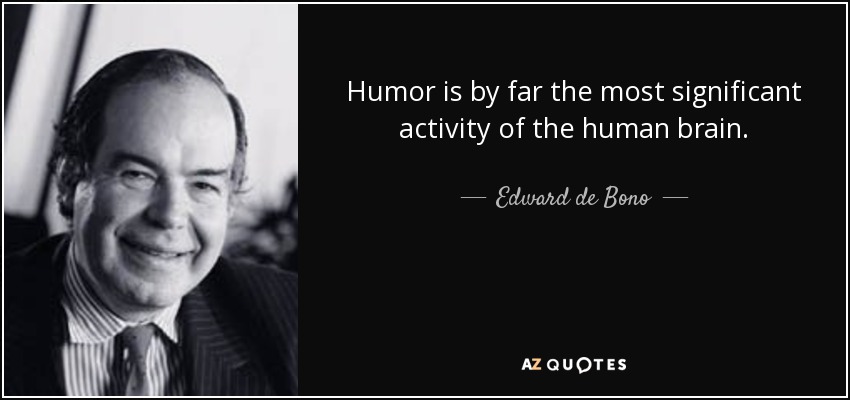 Humor is by far the most significant
activity of the human brain.
Edward de Bono
AZ QUOTES